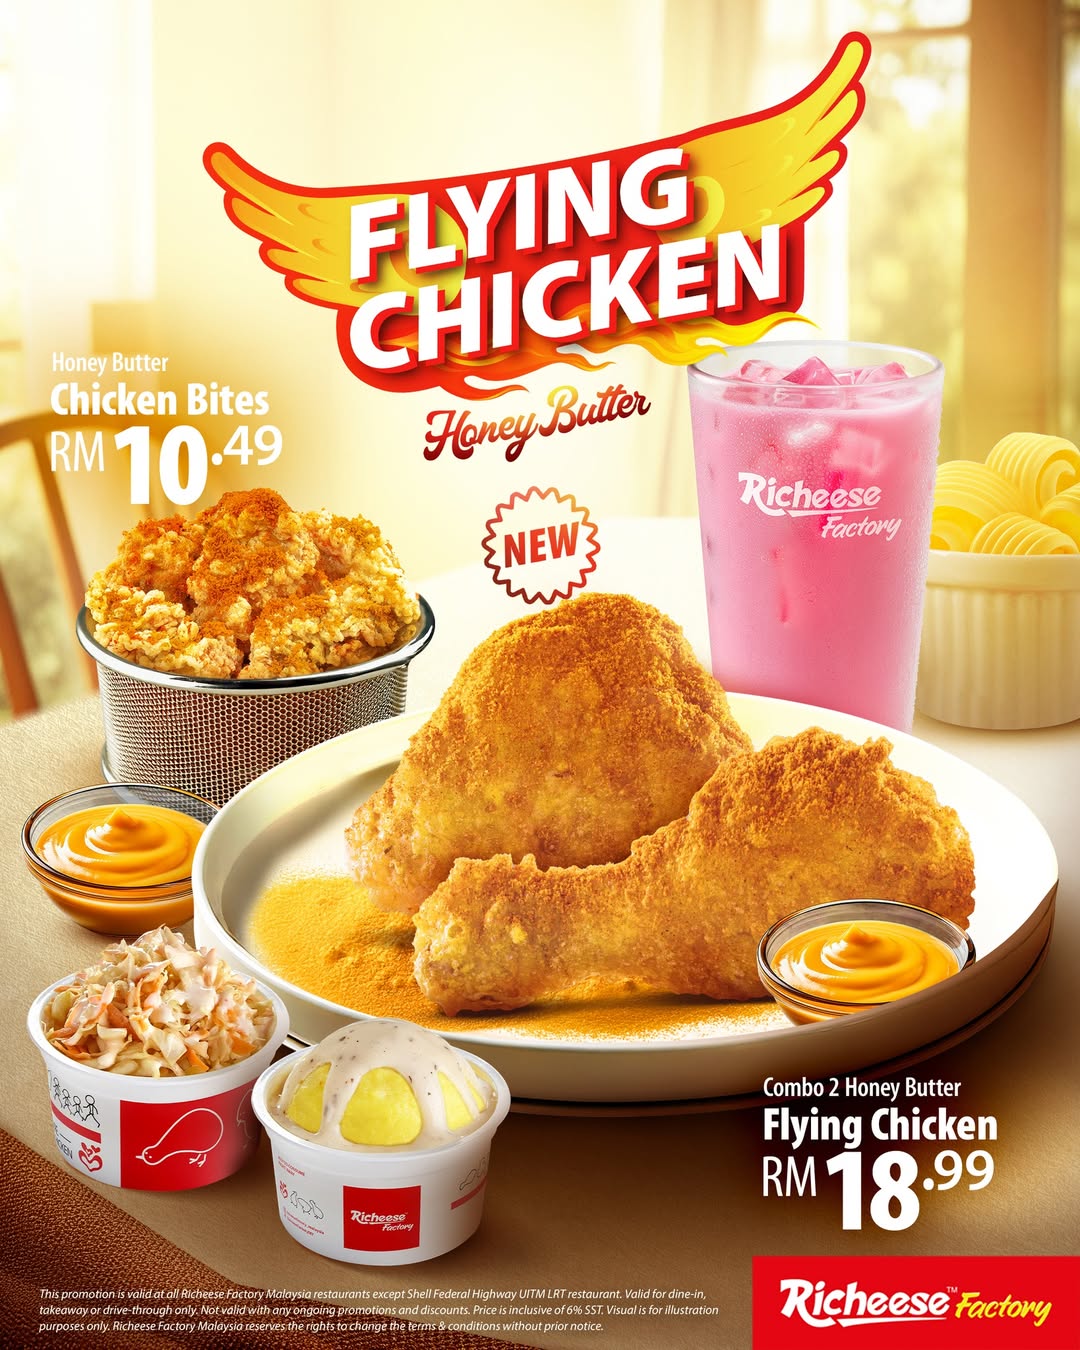 FLYING
CHICKEN
Honey Butter
Honey Butter
Chicken Bites
RM 10.49
NEW
Richeese
Factory
Richeese
Factory
Combo 2 Honey Butter
Flying Chicken
RM 18.99
This promotion is valid at all Richeese Factory Malaysia restaurants except Shell Federal Highway UITM LRT restaurant. Valid for dine-in,
takeaway or drive-through only. Not valid with any ongoing promotions and discounts. Price is inclusive of 6% SST. Visual is for illustration
purposes only. Richeese Factory Malaysia reserves the rights to change the terms & conditions without prior notice.
Richeese™ Factory